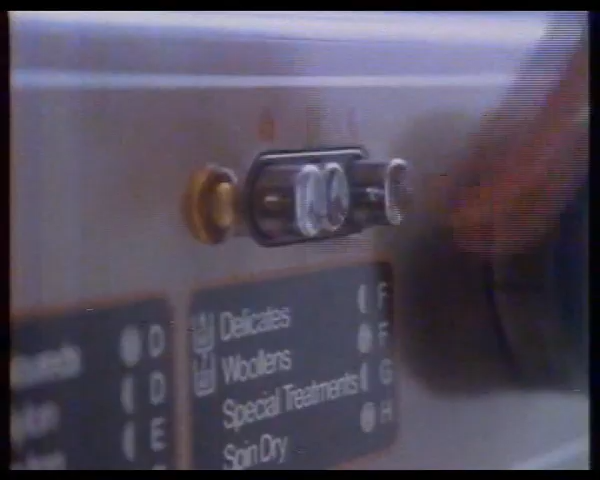 D
D
E
Delicates F
Woollens F
Special Treatments G
Spin Dry H